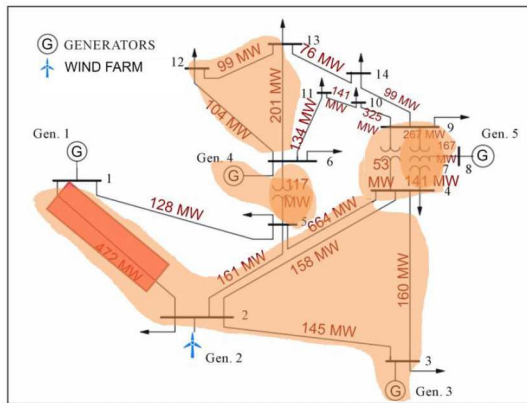 13
99 MW
76 MW
14
G GENERATORS
12
WIND FARM
201 MW
11
141 MW
10
99 MW
104 MW
134 MW
325 MW
9
267 MW
Gen. 5
167 MW
G
8
Gen. 1
Gen. 4
6
53 MW
7
G
G
117 MW
141 MW
4
1
128 MW
5
664 MW
472 MW
161 MW
158 MW
160 MW
2
145 MW
Gen. 2
3
G
Gen. 3